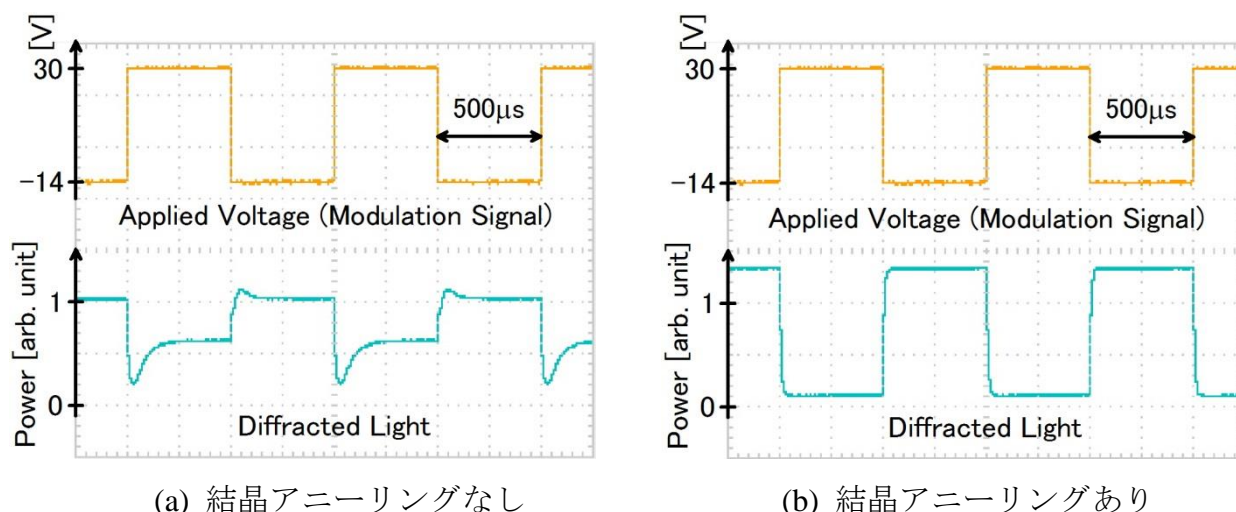 [V]
30
500μs
-14
Applied Voltage (Modulation Signal)
Power [arb. unit]
1
0
Diffracted Light
(a) 結晶アニーリングなし
[V]
30
500μs
-14
Applied Voltage (Modulation Signal)
Power [arb. unit]
1
0
Diffracted Light
(b) 結晶アニーリングあり